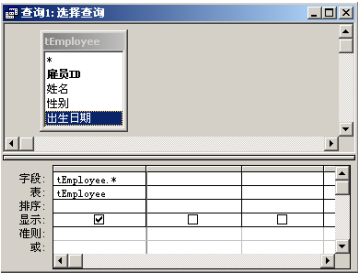 查询1: 选择查询
tEmployee
*
雇员ID
姓名
性别
出生日期
字段: tEmployee.*
表: tEmployee
排序:
显示:
准则:
或: